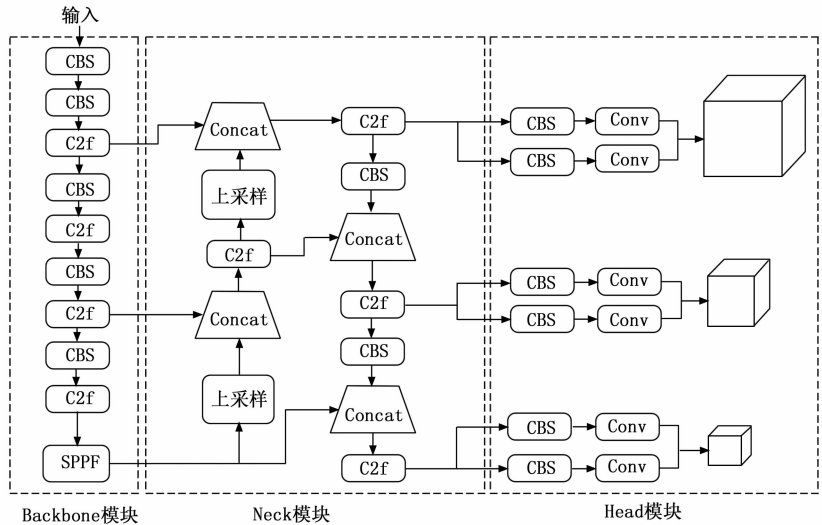 输入
CBS
CBS
C2f
CBS
C2f
CBS
C2f
CBS
C2f
SPPF
Backbone模块
Concat
上采样
C2f
Concat
上采样
C2f
CBS
Concat
C2f
CBS
Concat
C2f
Neck模块
CBS Conv
CBS Conv
CBS Conv
CBS Conv
CBS Conv
CBS Conv
Head模块